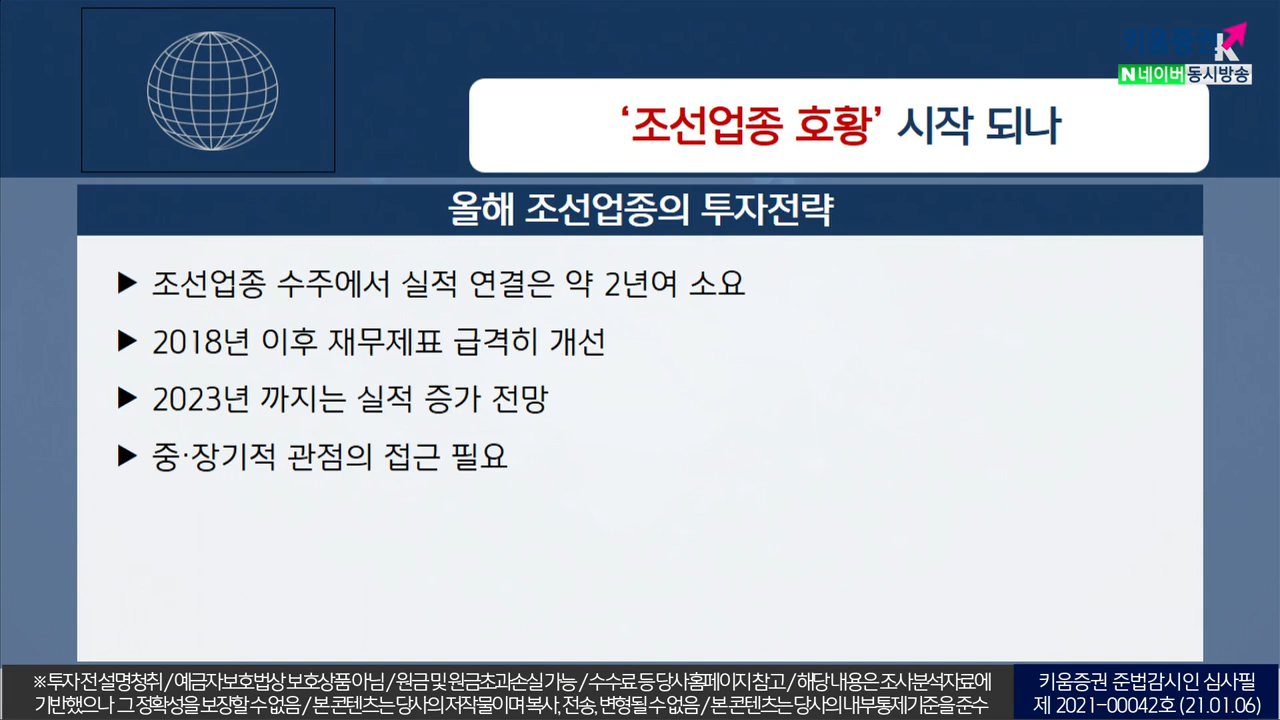 키움증권
N 네이버 동시방송
‘조선업종 호황’ 시작 되나
올해 조선업종의 투자전략
▶ 조선업종 수주에서 실적 연결은 약 2년여 소요
▶ 2018년 이후 재무제표 급격히 개선
▶ 2023년 까지는 실적 증가 전망
▶ 중·장기적 관점의 접근 필요
※ 투자 전 설명청취 / 예금자보호법상 보호상품 아님 / 원금 및 원금초과손실 가능 / 수수료 등 당사홈페이지 참고 / 해당 내용은 조사분석자료에
기반했으나 그 정확성을 보장할 수 없음 / 본 콘텐츠는 당사의 저작물이며 복사, 전송, 변형될 수 없음 / 본 콘텐츠는 당사의 내부통제기준을 준수
키움증권 준법감시인 심사필
제 2021-00042호 (21.01.06)